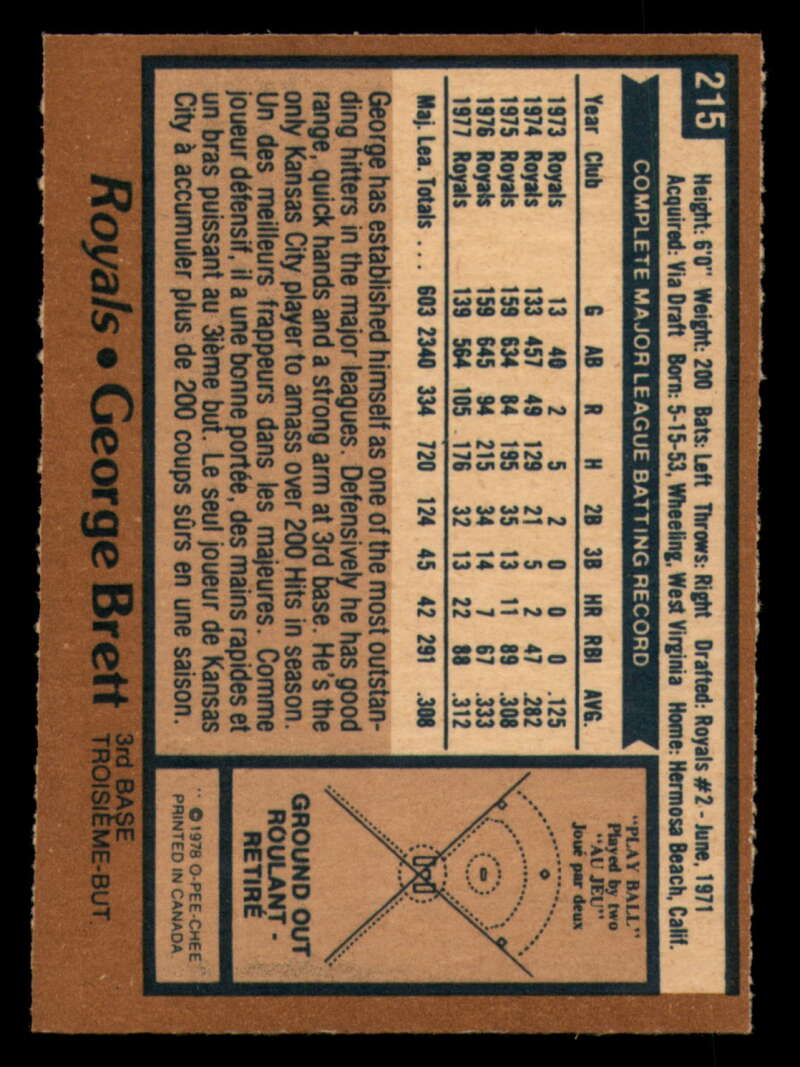 215
Height: 6'0" Weight: 200 Bats: Left Throws: Right Drafted: Royals #2 - June, 1971
Acquired: Via Draft Born: 5-15-53, Wheeling, West Virginia Home: Hermosa Beach, Calif.
COMPLETE MAJOR LEAGUE BATTING RECORD
Year Club G AB R H 2B 3B HR RBI AVG.
1973 Royals 13 40 2 5 2 0 0 0 .125
1974 Royals 133 457 49 129 21 5 2 47 .282
1975 Royals 159 634 84 195 35 13 11 89 .308
1976 Royals 159 645 94 215 34 14 7 67 .333
1977 Royals 139 564 105 176 32 13 22 88 .312
Maj. Lea. Totals . . . 603 2340 334 720 124 45 42 291 .308
George has established himself as one of the most outstan-
ding hitters in the major leagues. Defensively he has good
range, quick hands and a strong arm at 3rd base. He's the
only Kansas City player to amass over 200 Hits in season.
Un des meilleurs frappeurs dans les majeures. Comme
joueur défensif, il a une bonne portée, des mains rapides et
un bras puissant au 3ième but. Le seul joueur de Kansas
City à accumuler plus de 200 coups sûrs en une saison.
"PLAY BALL"
Played by two
"AU JEU"
Joué par deux
GROUND OUT
ROULANT -
RETIRÉ
** © 1978 O-PEE-CHEE
PRINTED IN CANADA
Royals • George Brett 3rd BASE
TROISIÈME-BUT.